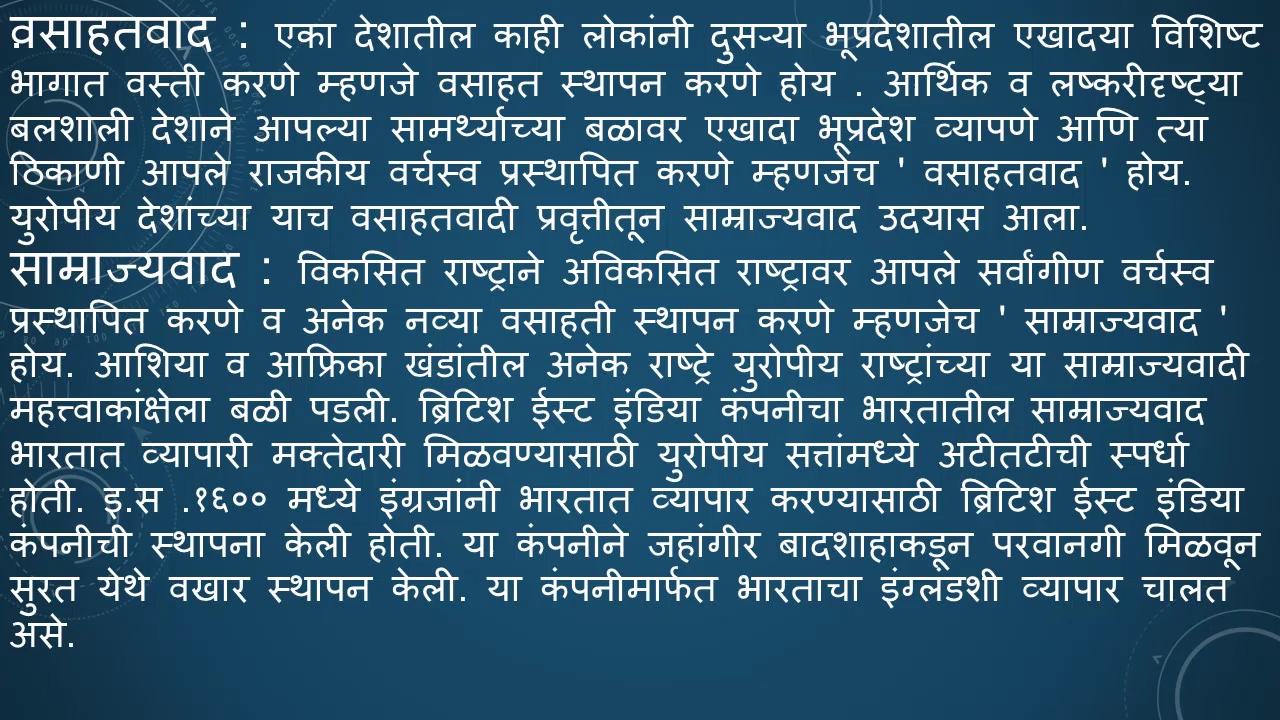 वसाहतवाद : एका देशातील काही लोकांनी दुसऱ्या भूप्रदेशातील एखादया विशिष्ट
भागात वस्ती करणे म्हणजे वसाहत स्थापन करणे होय . आर्थिक व लष्करीदृष्ट्या
बलशाली देशाने आपल्या सामर्थ्याच्या बळावर एखादा भूप्रदेश व्यापणे आणि त्या
ठिकाणी आपले राजकीय वर्चस्व प्रस्थापित करणे म्हणजेच ' वसाहतवाद ' होय.
युरोपीय देशांच्या याच वसाहतवादी प्रवृत्तीतून साम्राज्यवाद उदयास आला.
साम्राज्यवाद : विकसित राष्ट्राने अविकसित राष्ट्रावर आपले सर्वांगीण वर्चस्व
प्रस्थापित करणे व अनेक नव्या वसाहती स्थापन करणे म्हणजेच ' साम्राज्यवाद '
होय. आशिया व आफ्रिका खंडांतील अनेक राष्ट्रे युरोपीय राष्ट्रांच्या या साम्राज्यवादी
महत्त्वाकांक्षेला बळी पडली. ब्रिटिश ईस्ट इंडिया कंपनीचा भारतातील साम्राज्यवाद
भारतात व्यापारी मक्तेदारी मिळवण्यासाठी युरोपीय सत्तांमध्ये अटीतटीची स्पर्धा
होती. इ.स .१६०० मध्ये इंग्रजांनी भारतात व्यापार करण्यासाठी ब्रिटिश ईस्ट इंडिया
कंपनीची स्थापना केली होती. या कंपनीने जहांगीर बादशाहाकडून परवानगी मिळवून
सुरत येथे वखार स्थापन केली. या कंपनीमार्फत भारताचा इंग्लंडशी व्यापार चालत
असे.